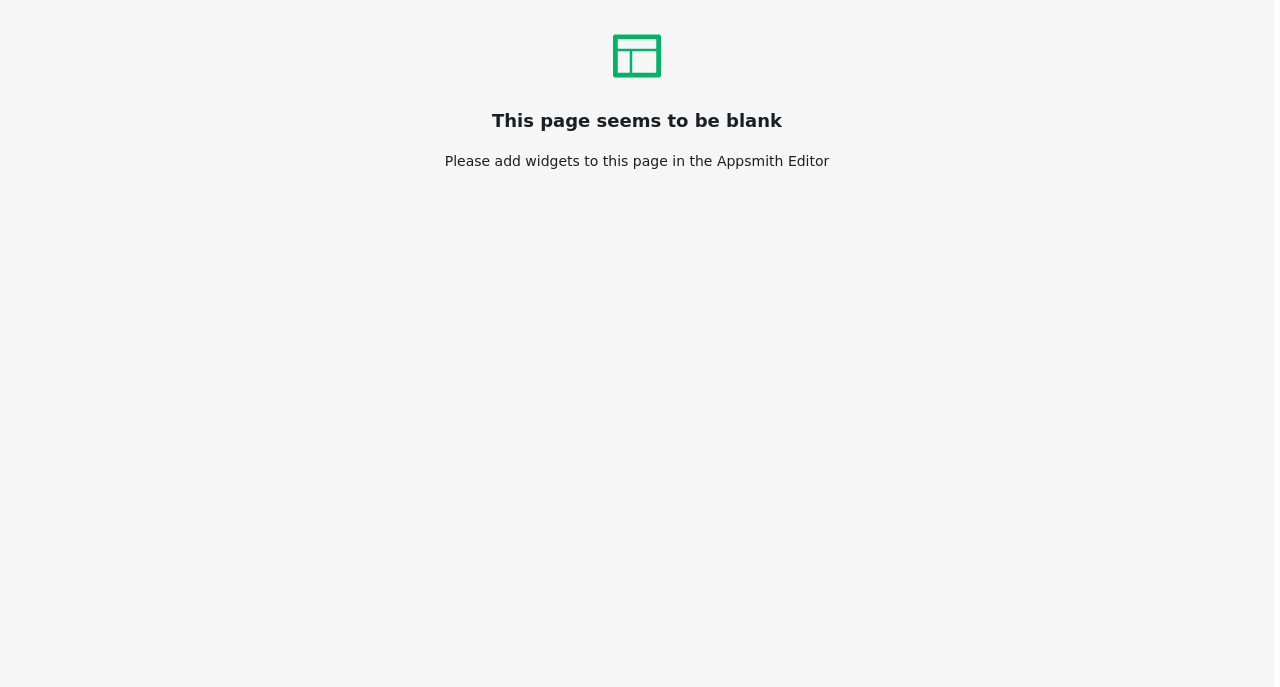 This page seems to be blank
Please add widgets to this page in the Appsmith Editor